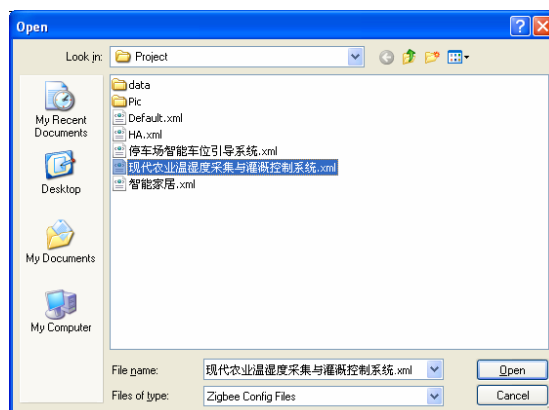 Open
Look in:
Project
My Recent
Documents
Desktop
My Documents
My Computer
data
Pic
Default.xml
HA.xml
停车场智能车位引导系统.xml
现代农业温湿度采集与灌溉控制系统.xml
智能家居.xml
File name:
现代农业温湿度采集与灌溉控制系统.xml
Open
Files of type:
Zigbee Config Files
Cancel